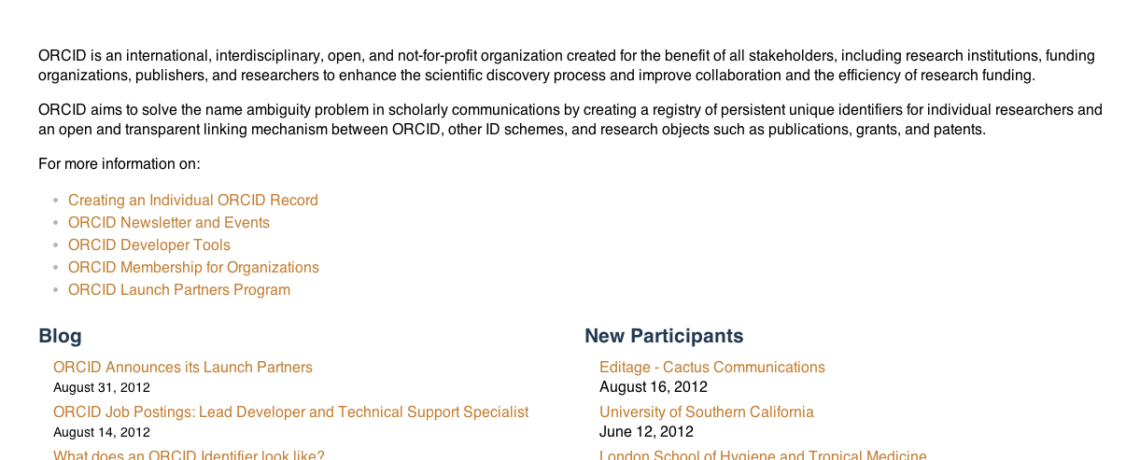 ORCID is an international, interdisciplinary, open, and not-for-profit organization created for the benefit of all stakeholders, including research institutions, funding
organizations, publishers, and researchers to enhance the scientific discovery process and improve collaboration and the efficiency of research funding.
ORCID aims to solve the name ambiguity problem in scholarly communications by creating a registry of persistent unique identifiers for individual researchers and
an open and transparent linking mechanism between ORCID, other ID schemes, and research objects such as publications, grants, and patents.
For more information on:
Creating an Individual ORCID Record
ORCID Newsletter and Events
ORCID Developer Tools
ORCID Membership for Organizations
ORCID Launch Partners Program
Blog
ORCID Announces its Launch Partners
August 31, 2012
ORCID Job Postings: Lead Developer and Technical Support Specialist
August 14, 2012
What does an ORCID Identifier look like?
New Participants
Editage - Cactus Communications
August 16, 2012
University of Southern California
June 12, 2012
London School of Hygiene and Tropical Medicine